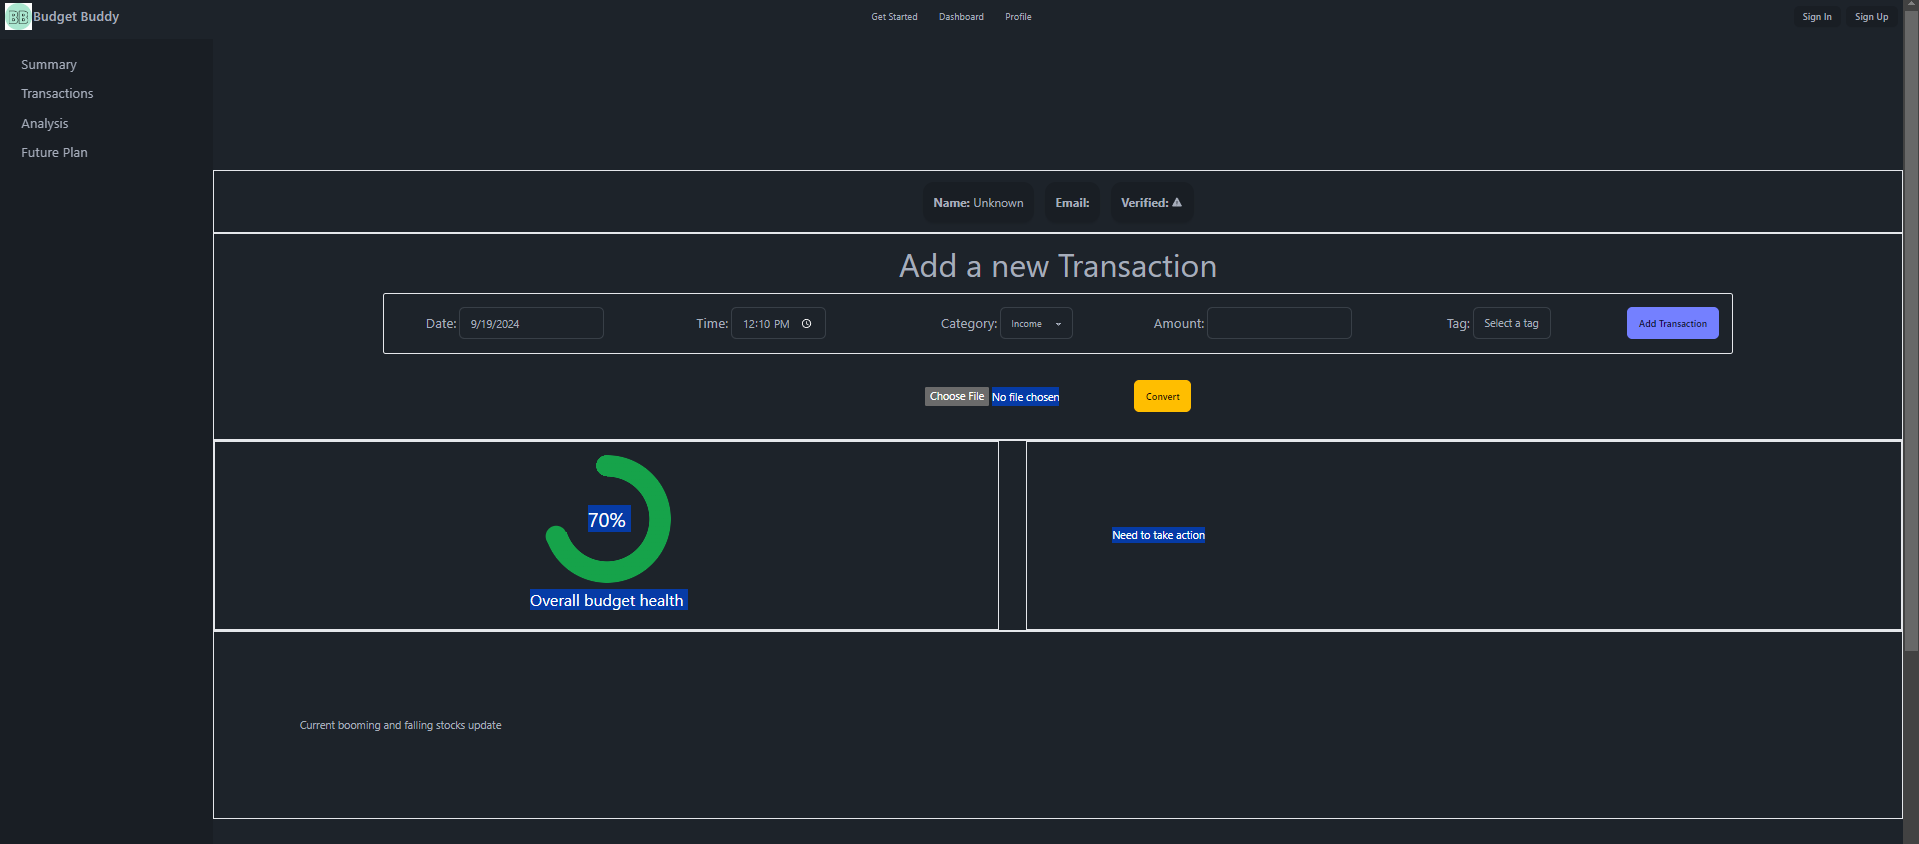 BB Budget Buddy Get Started Dashboard Profile Sign In Sign Up
Summary
Transactions
Analysis
Future Plan
Name: Unknown Email: Verified:
Add a new Transaction
Date: 9/19/2024 Time: 12:10 PM Category: Income Amount: Tag: Select a tag Add Transaction
Choose File No file chosen Convert
70%
Overall budget health
Need to take action
Current booming and falling stocks update